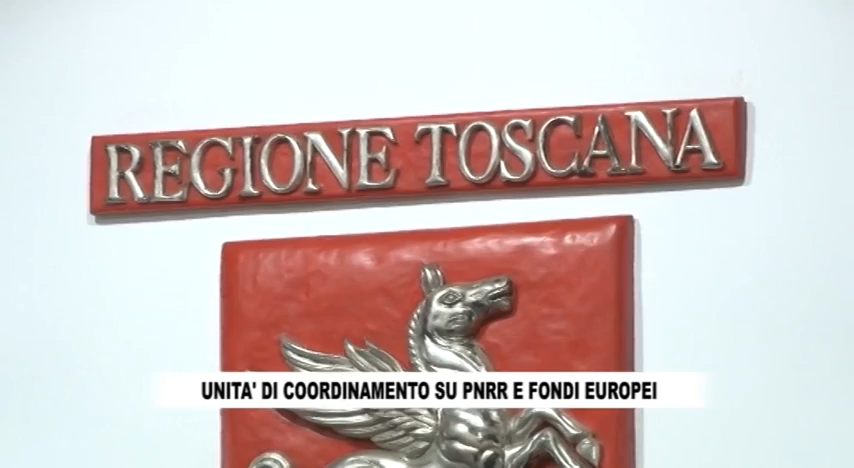 REGIONE TOSCANA
UNITA' DI COORDINAMENTO SU PNRR E FONDI EUROPEI